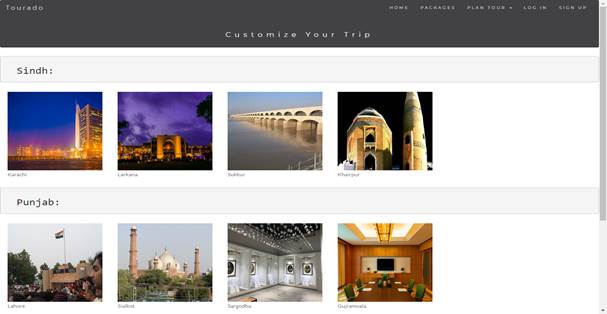 Tourado
HOME PACKAGES PLAN TOUR LOG IN SIGN UP
Customize Your Trip
Sindh:
Karachi Larkana Sukkur Khairpur
Punjab:
Lahore Sialkot Sargodha Gujranwala